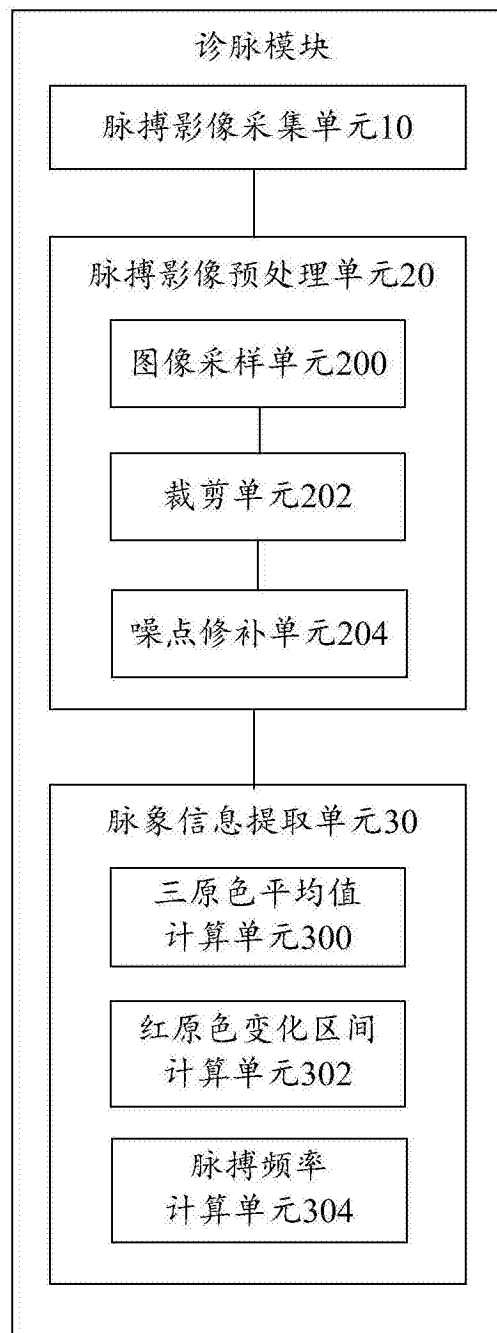 诊脉模块
脉搏影像采集单元10
脉搏影像预处理单元20
图像采样单元200
裁剪单元202
噪点修补单元204
脉象信息提取单元30
三原色平均值
计算单元300
红原色变化区间
计算单元302
脉搏频率
计算单元304